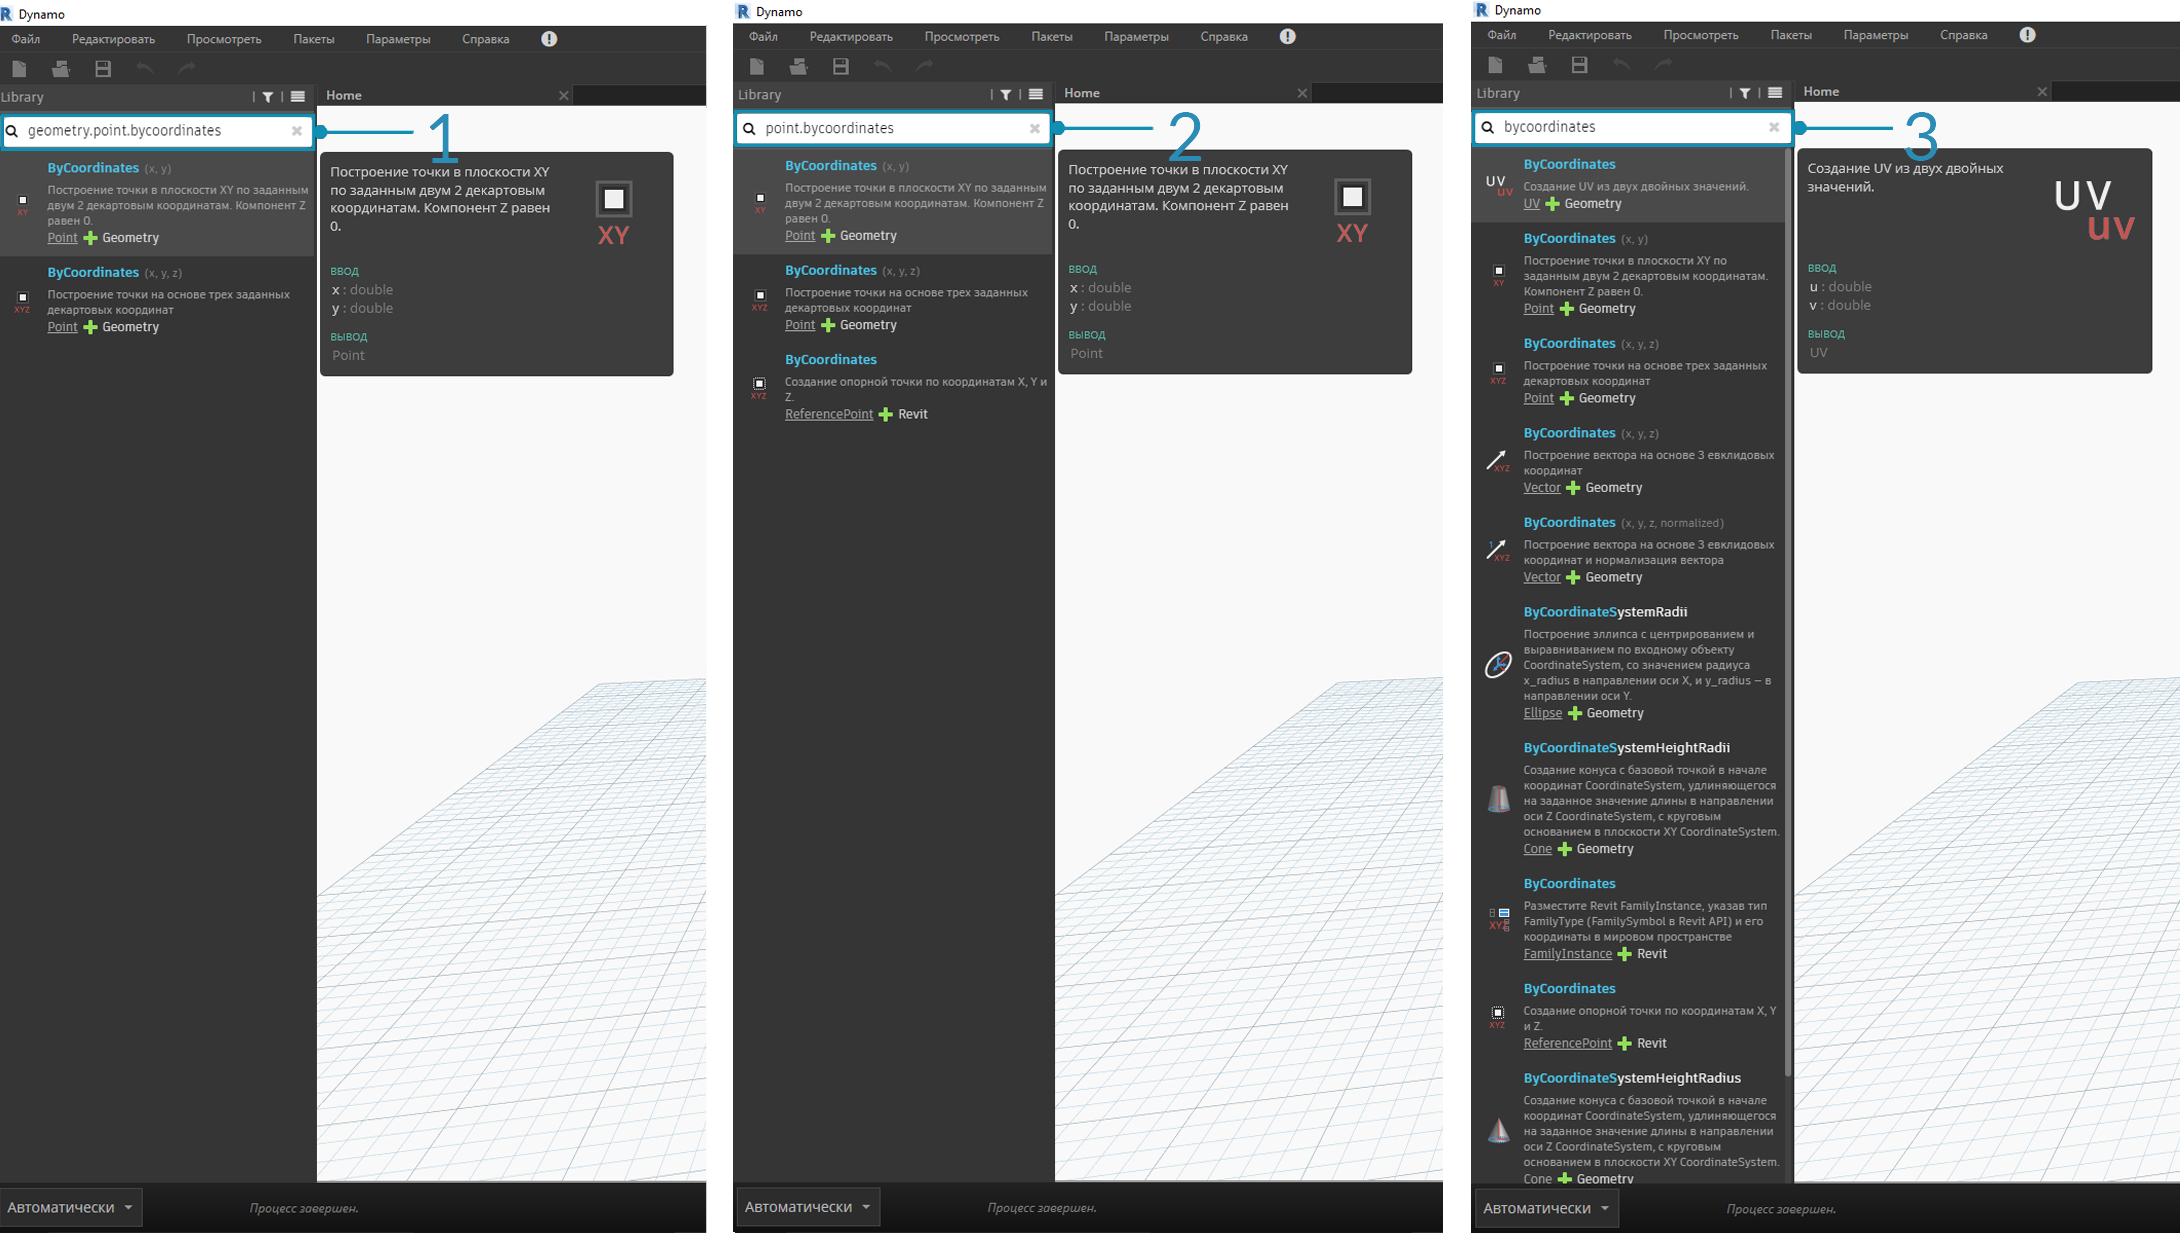 Dynamo
Файл Редактировать Просмотреть Пакеты Параметры Справка
Library
Home
geometry.point.bycoordinates
1
ByCoordinates (x, y)
Построение точки в плоскости XY по заданным
двум 2 декартовым координатам. Компонент Z
равен 0.
Point Geometry
XY
ByCoordinates (x, y, z)
Построение точки на основе трех заданных
декартовых координат
Point Geometry
XYZ
Построение точки в плоскости XY
по заданным двум 2 декартовым
координатам. Компонент Z равен
0.
XY
ВВОД
x : double
y : double
ВЫВОД
Point
Автоматически
Процесс завершен.
Dynamo
Файл Редактировать Просмотреть Пакеты Параметры Справка
Library
Home
point.bycoordinates
2
ByCoordinates (x, y)
Построение точки в плоскости XY по заданным
двум 2 декартовым координатам. Компонент Z
равен 0.
Point Geometry
XY
ByCoordinates (x, y, z)
Построение точки на основе трех заданных
декартовых координат
Point Geometry
XYZ
ByCoordinates
Создание опорной точки по координатам X, Y и
Z.
ReferencePoint Revit
XYZ
Построение точки в плоскости XY
по заданным двум 2 декартовым
координатам. Компонент Z равен
0.
XY
ВВОД
x : double
y : double
ВЫВОД
Point
Автоматически
Процесс завершен.
Dynamo
Файл Редактировать Просмотреть Пакеты Параметры Справка
Library
Home
bycoordinates
3
ByCoordinates
Создание UV из двух двойных значений.
UV Geometry
UV
uv
ByCoordinates (x, y)
Построение точки в плоскости XY по
заданным двум 2 декартовым координатам.
Компонент Z равен 0.
Point Geometry
XY
ByCoordinates (x, y, z)
Построение точки на основе трех заданных
декартовых координат
Point Geometry
XYZ
ByCoordinates (x, y, z)
Построение вектора на основе 3 евклидовых
координат
Vector Geometry
XYZ
ByCoordinates (x, y, z, normalized)
Построение вектора на основе 3 евклидовых
координат и нормализация вектора
Vector Geometry
1
XYZ
ByCoordinateSystemRadii
Построение эллипса с центрированием и
выравниванием по входному объекту
CoordinateSystem, со значением радиуса
x_radius в направлении оси X, и y_radius – в
направлении оси Y.
Ellipse Geometry
ByCoordinateSystemHeightRadii
Создание конуса с базовой точкой в начале
координат CoordinateSystem, удлиняющегося
на заданное значение длины в направлении
оси Z CoordinateSystem, с круговым
основанием в плоскости XY CoordinateSystem.
Cone Geometry
ByCoordinates
Разместите Revit FamilyInstance, указав тип
FamilyType (FamilySymbol в Revit API) и его
координаты в мировом пространстве
FamilyInstance Revit
XYZ
ByCoordinates
Создание опорной точки по координатам X, Y
и Z.
ReferencePoint Revit
XYZ
ByCoordinateSystemHeightRadius
Создание конуса с базовой точкой в начале
координат CoordinateSystem, удлиняющегося
на заданное значение длины в направлении
оси Z CoordinateSystem, с круговым
основанием в плоскости XY CoordinateSystem.
Cone Geometry
Создание UV из двух двойных
значений.
UV
uv
ВВОД
u : double
v : double
ВЫВОД
UV
Автоматически
Процесс завершен.